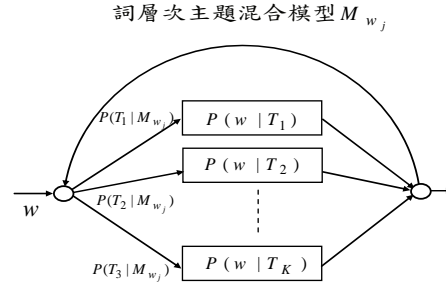 詞層次主題混合模型 M w_j
P(T_1 | M_{w_j})
P( w | T_1 )
P( w | T_2 )
w
P(T_2 | M_{w_j})
P(T_3 | M_{w_j})
P( w | T_K )